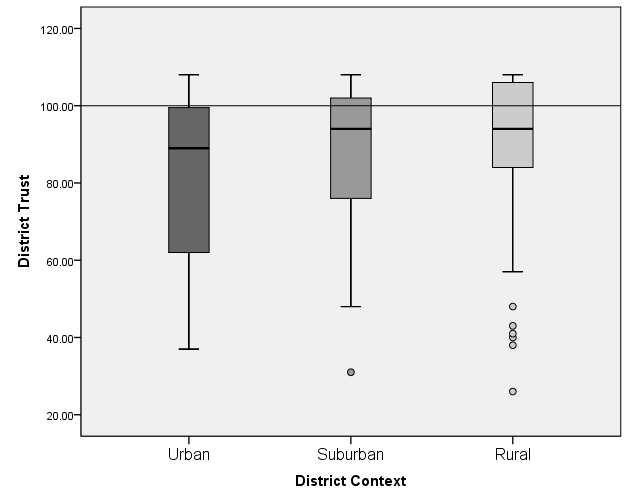 120.00
100.00
80.00
60.00
40.00
20.00
District Trust
Urban
Suburban
Rural
District Context